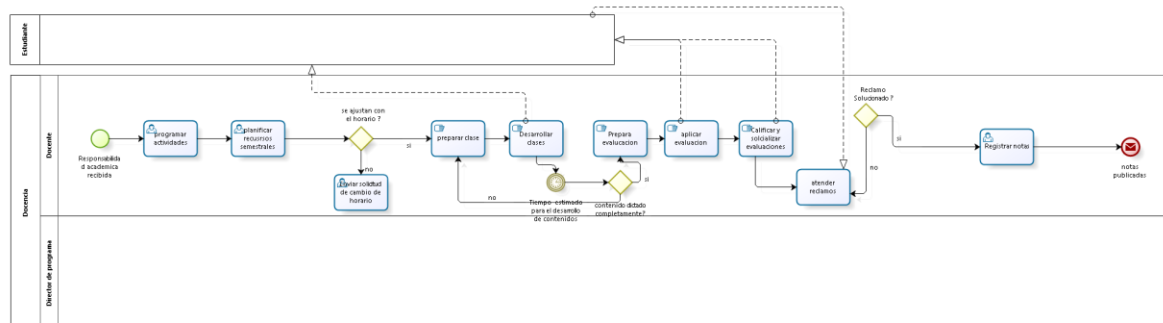 Estudiante
Docencia
Docente
Director de programa
Responsabilida
d academica
recibida
programar
actividades
planificar
recursos
semestrales
se ajustan con
el horario ?
si
no
Enviar solicitud
de cambio de
horario
preparar clase
Desarrollar
clases
Tiempo estimado
para el desarrollo
de contenidos
no
contenido dictado
completamente?
si
Prepara
evalucacion
aplicar
evaluacion
Calificar y
solcializar
evaluaciones
atender
reclamos
Reclamo
Solucionado ?
si
no
Registrar notas
notas
publicadas